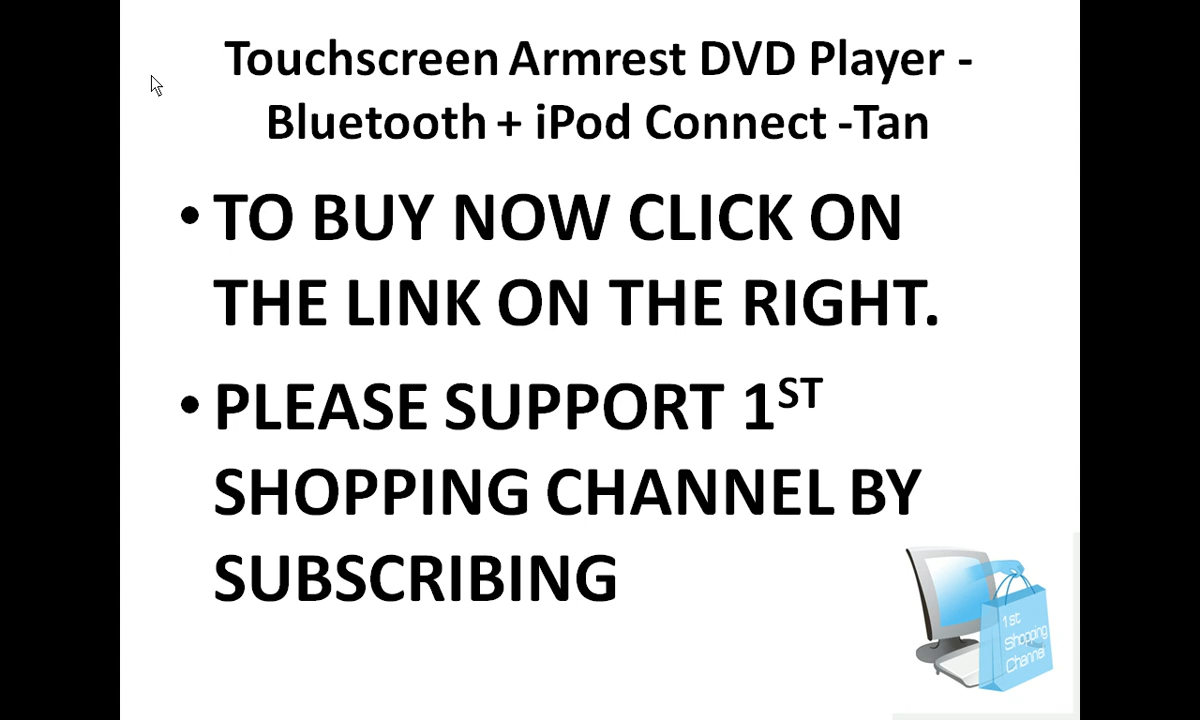 Touchscreen Armrest DVD Player -
Bluetooth + iPod Connect -Tan
• TO BUY NOW CLICK ON
THE LINK ON THE RIGHT.
• PLEASE SUPPORT 1ST
SHOPPING CHANNEL BY
SUBSCRIBING
1st
Shopping
Channel